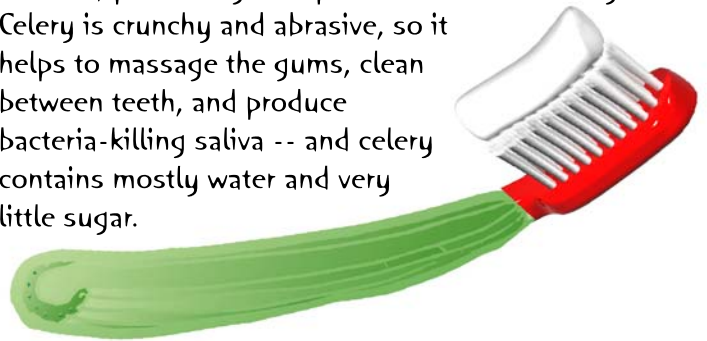 Celery is crunchy and abrasive, so it
helps to massage the gums, clean
between teeth, and produce
bacteria-killing saliva -- and celery
contains mostly water and very
little sugar.